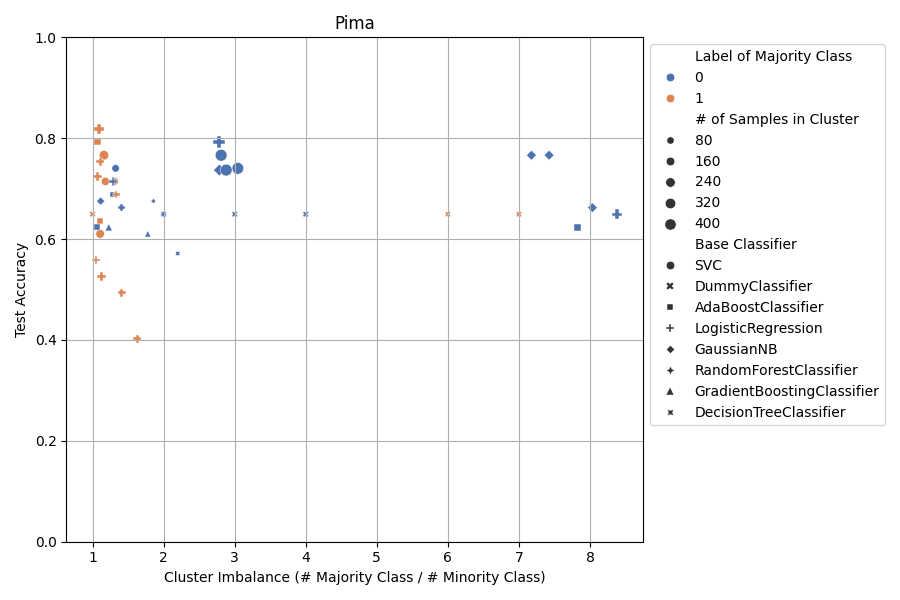 Pima
Test Accuracy
1.0
0.8
0.6
0.4
0.2
0.0
1 2 3 4 5 6 7 8
Cluster Imbalance (# Majority Class / # Minority Class)
Label of Majority Class
0
1
# of Samples in Cluster
80
160
240
320
400
Base Classifier
SVC
DummyClassifier
AdaBoostClassifier
LogisticRegression
GaussianNB
RandomForestClassifier
GradientBoostingClassifier
DecisionTreeClassifier